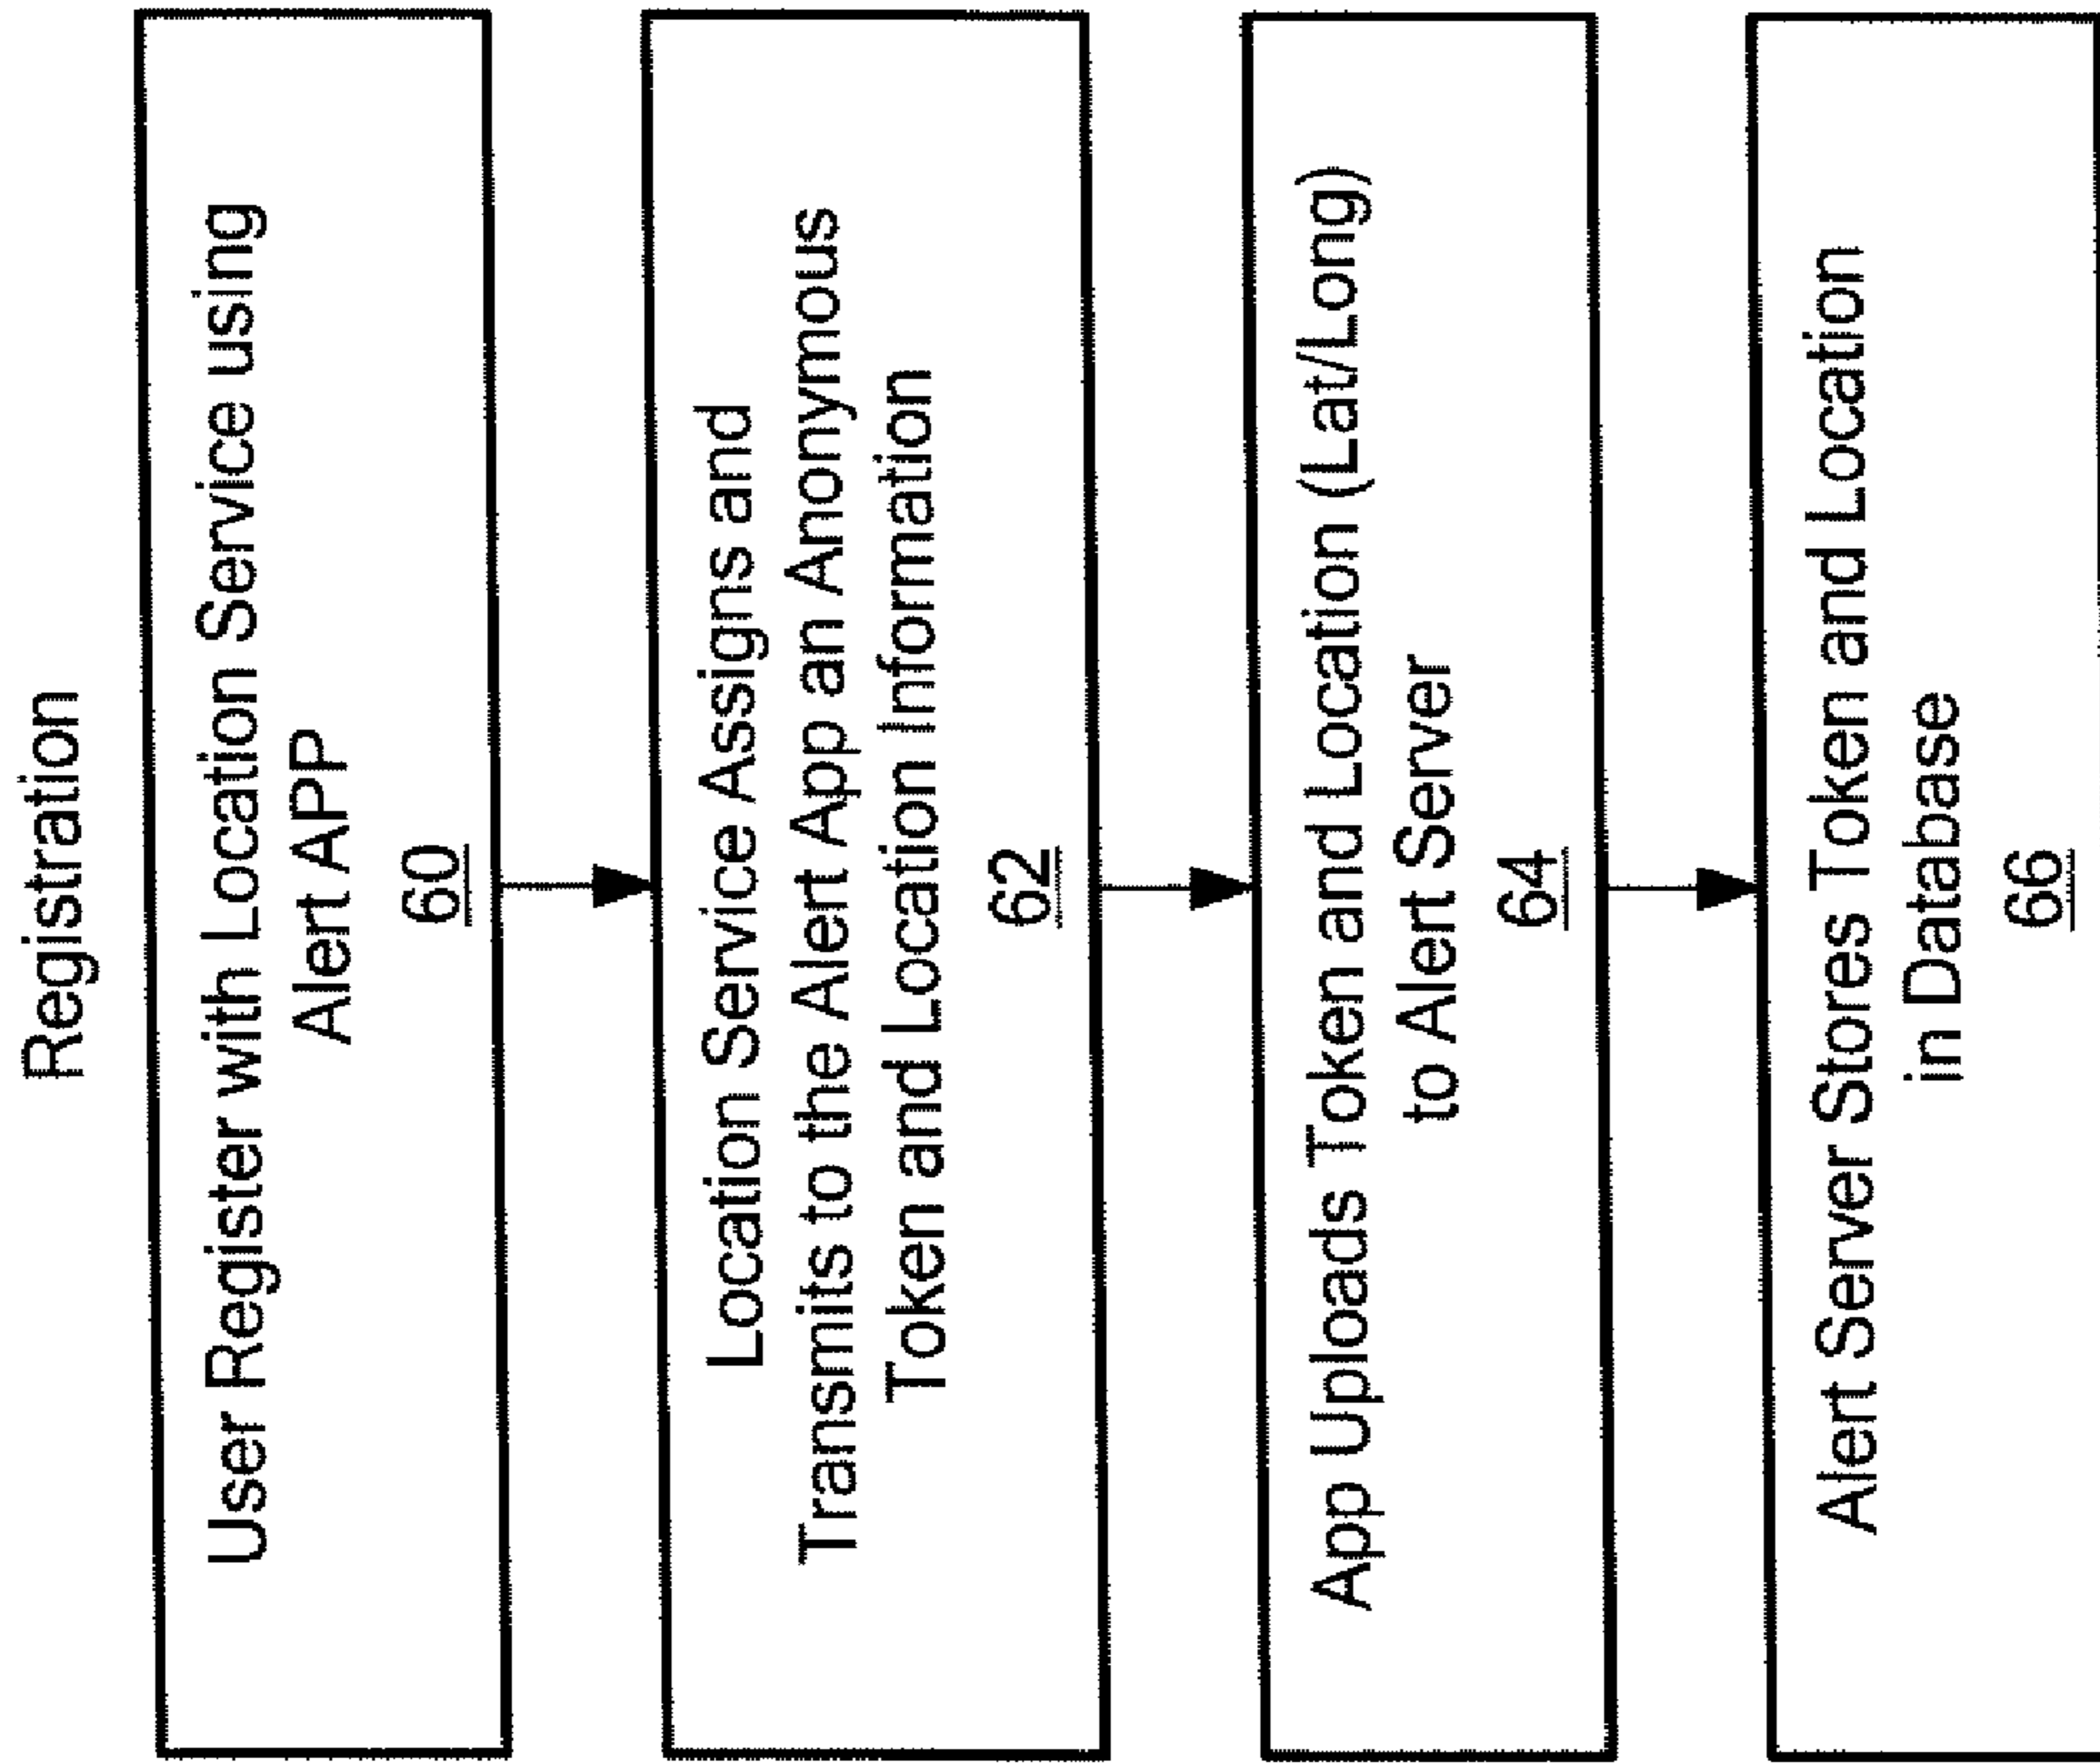 Registration
User Register with Location Service using
Alert APP
60
Location Service Assigns and
Transmits to the Alert App an Anonymous
Token and Location Information
62
App Uploads Token and Location (Lat/Long)
to Alert Server
64
Alert Server Stores Token and Location
in Database
66